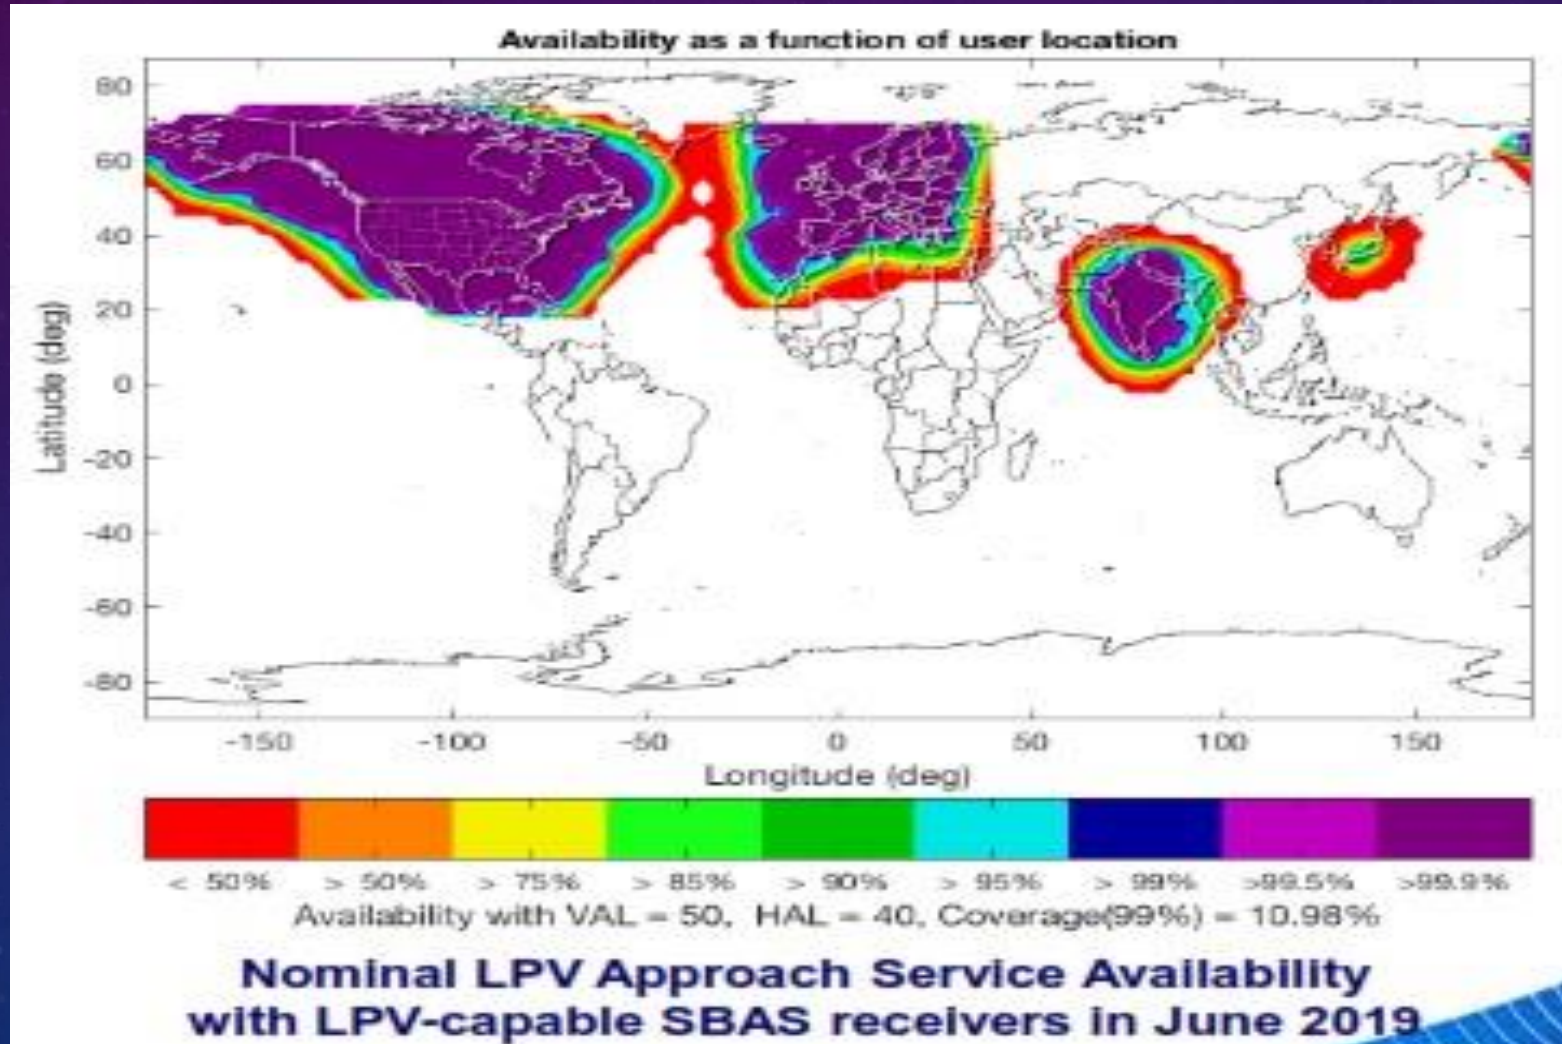 Availability as a function of user location
80
60
40
20
0
-20
-40
-60
-80
Latitude (deg)
-150 -100 -50 0 50 100 150
Longitude (deg)
< 50% > 50% > 75% > 85% > 90% > 95% > 99% >99.5% >99.9%
Availability with VAL = 50, HAL = 40, Coverage(99%) = 10.98%
Nominal LPV Approach Service Availability
with LPV-capable SBAS receivers in June 2019